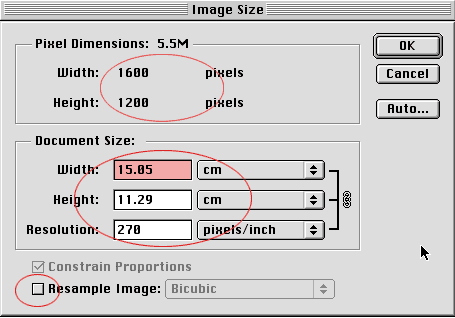 Image Size
Pixel Dimensions: 5.5M
Width: 1600 pixels
Height: 1200 pixels
OK
Cancel
Auto...
Document Size:
Width: 15.05 cm
Height: 11.29 cm
Resolution: 270 pixels/inch
Constrain Proportions
Resample Image: Bicubic